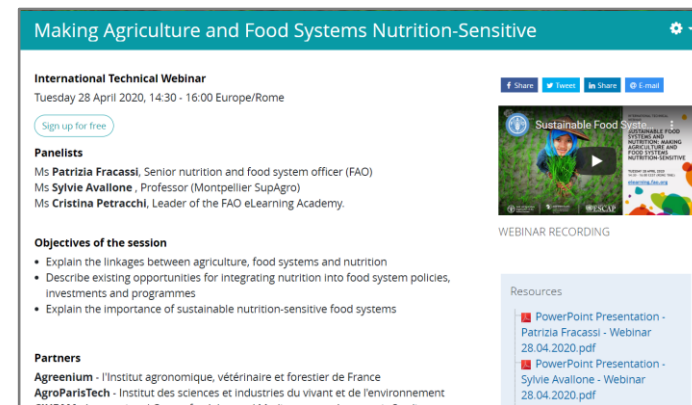 Making Agriculture and Food Systems Nutrition-Sensitive
International Technical Webinar
Tuesday 28 April 2020, 14:30 - 16:00 Europe/Rome
Sign up for free
Panelists
Ms Patrizia Fracassi, Senior nutrition and food system officer (FAO)
Ms Sylvie Avallone , Professor (Montpellier SupAgro)
Ms Cristina Petracchi, Leader of the FAO eLearning Academy.
Objectives of the session
• Explain the linkages between agriculture, food systems and nutrition
• Describe existing opportunities for integrating nutrition into food system policies,
investments and programmes
• Explain the importance of sustainable nutrition-sensitive food systems
Partners
Agreenium - l'Institut agronomique, vétérinaire et forestier de France
AgroParisTech - Institut des sciences et industries du vivant et de l'environnement
Share
Tweet
Share
E-mail
Sustainable Food Syste
SUSTAINABLE FOOD
SYSTEMS AND
NUTRITION: MAKING
AGRICULTURE AND
FOOD SYSTEMS
NUTRITION-SENSITIVE
elearning.fao.org
ESCAP
WEBINAR RECORDING
Resources
PowerPoint Presentation -
Patrizia Fracassi - Webinar
28.04.2020.pdf
PowerPoint Presentation -
Sylvie Avallone - Webinar
28.04.2020.pdf